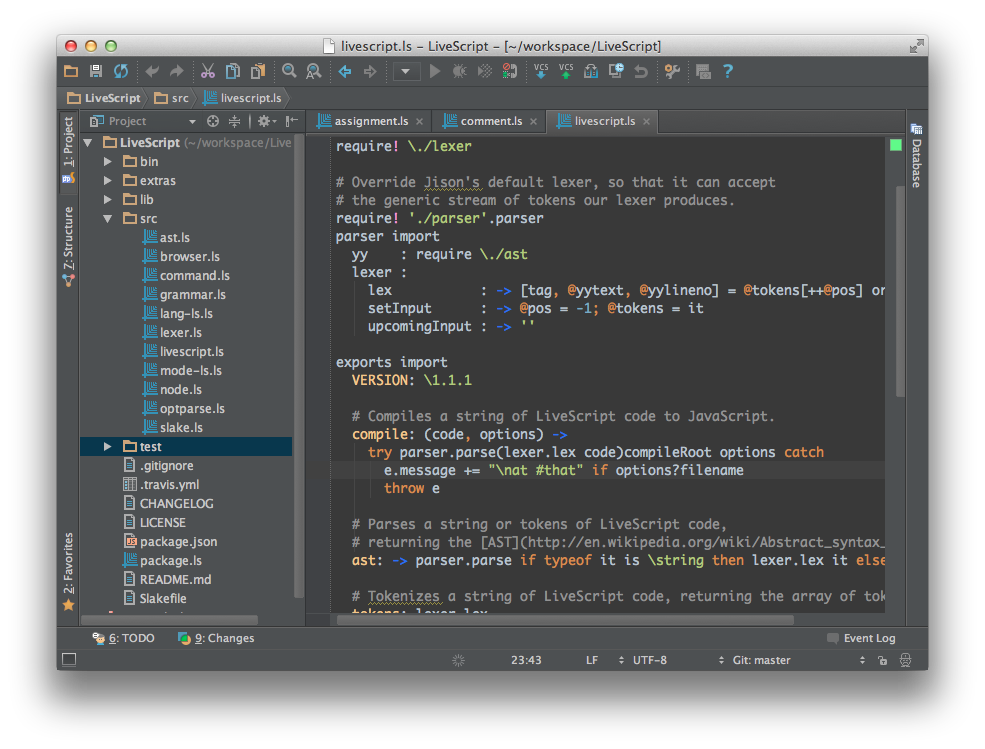 livescript.ls – LiveScript – [~/workspace/LiveScript]
VCS VCS
LiveScript src livescript.ls
1: Project
7: Structure
2: Favorites
Project
LiveScript (~/workspace/Live
bin
extras
lib
src
ast.ls
browser.ls
command.ls
grammar.ls
lang-ls.ls
lexer.ls
livescript.ls
mode-ls.ls
node.ls
optparse.ls
slake.ls
test
.gitignore
.travis.yml
CHANGELOG
LICENSE
package.json
package.ls
README.md
Slakefile
assignment.ls comment.ls livescript.ls
require! \./lexer
# Override Jison's default lexer, so that it can accept
# the generic stream of tokens our lexer produces.
require! './parser'.parser
parser import
yy : require \./ast
lexer :
lex : -> [tag, @yytext, @yylineno] = @tokens[++@pos] or
setInput : -> @pos = -1; @tokens = it
upcomingInput : -> ''
exports import
VERSION: \1.1.1
# Compiles a string of LiveScript code to JavaScript.
compile: (code, options) ->
try parser.parse(lexer.lex code)compileRoot options catch
e.message += "\nat #that" if options?filename
throw e
# Parses a string or tokens of LiveScript code,
# returning the [AST](http://en.wikipedia.org/wiki/Abstract_syntax_
ast: -> parser.parse if typeof it is \string then lexer.lex it else
# Tokenizes a string of LiveScript code, returning the array of tok
tokens: lexer.lex
Database
6: TODO 9: Changes Event Log
23:43 LF UTF-8 Git: master